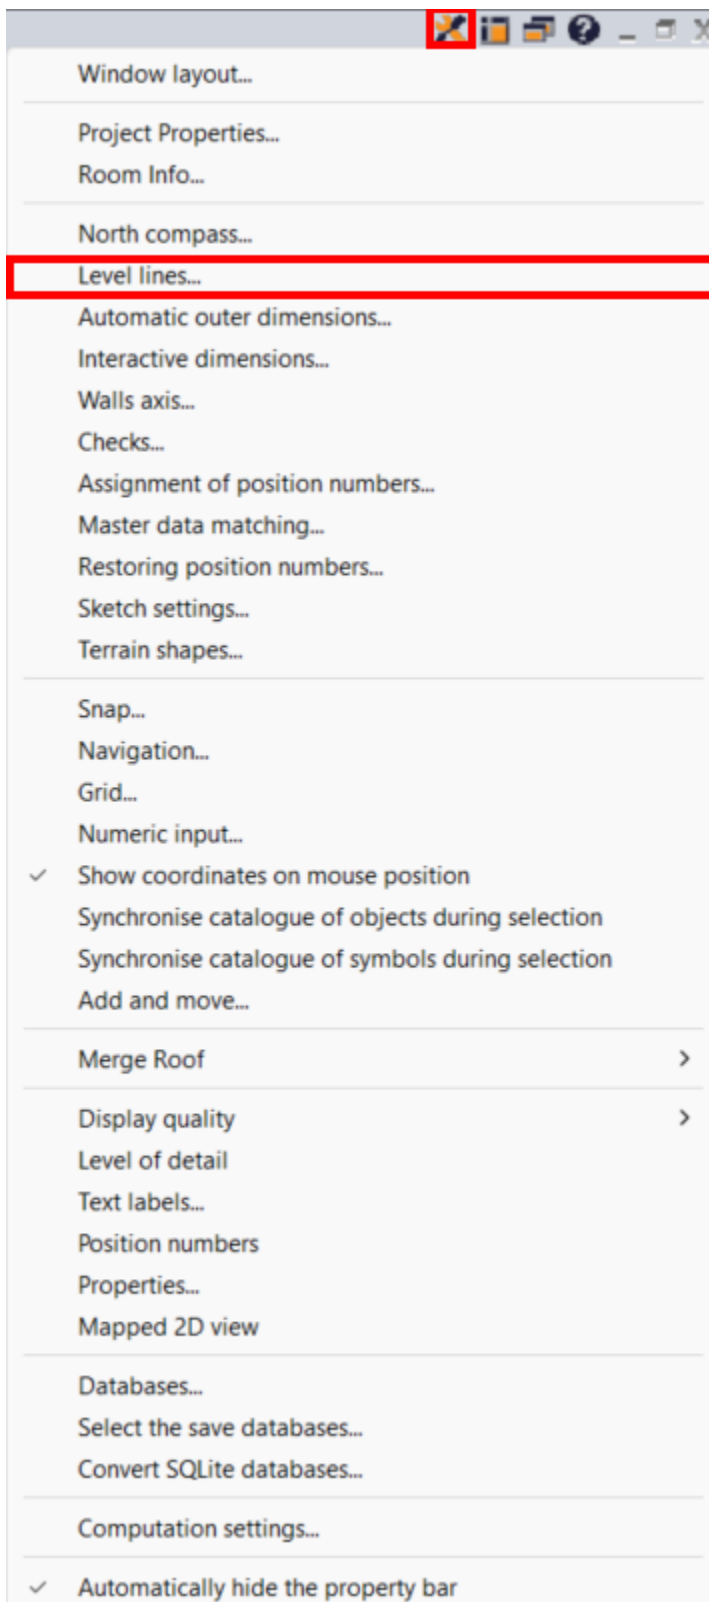 Window layout...
Project Properties...
Room Info...
North compass...
Level lines...
Automatic outer dimensions...
Interactive dimensions...
Walls axis...
Checks...
Assignment of position numbers...
Master data matching...
Restoring position numbers...
Sketch settings...
Terrain shapes...
Snap...
Navigation...
Grid...
Numeric input...
Show coordinates on mouse position
Synchronise catalogue of objects during selection
Synchronise catalogue of symbols during selection
Add and move...
Merge Roof
Display quality
Level of detail
Text labels...
Position numbers
Properties...
Mapped 2D view
Databases...
Select the save databases...
Convert SQLite databases...
Computation settings...
Automatically hide the property bar